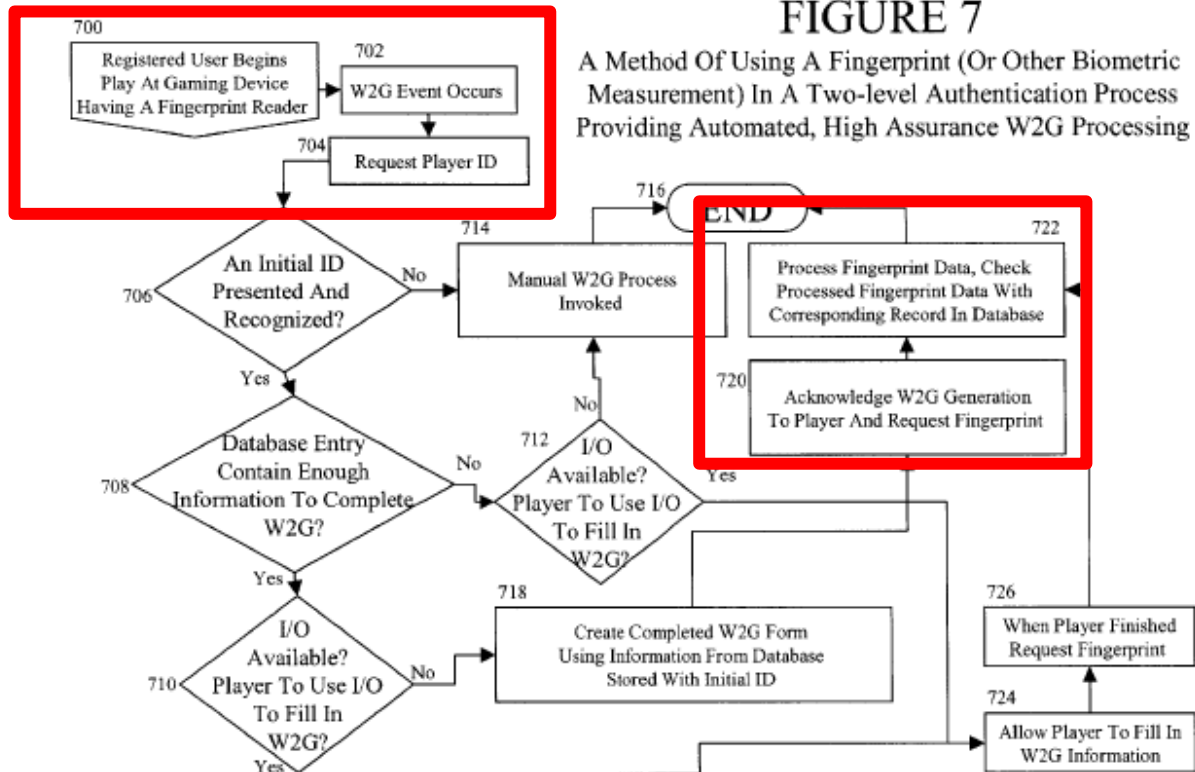 FIGURE 7
A Method Of Using A Fingerprint (Or Other Biometric
Measurement) In A Two-level Authentication Process
Providing Automated, High Assurance W2G Processing
700
Registered User Begins
Play At Gaming Device
Having A Fingerprint Reader
702
W2G Event Occurs
704
Request Player ID
706
An Initial ID
Presented And
Recognized?
No
Yes
714
Manual W2G Process
Invoked
716
END
722
Process Fingerprint Data, Check
Processed Fingerprint Data With
Corresponding Record In Database
720
Acknowledge W2G Generation
To Player And Request Fingerprint
708
Database Entry
Contain Enough
Information To Complete
W2G?
No
Yes
712
I/O
Available?
Player To Use I/O
To Fill In
W2G?
No
Yes
710
I/O
Available?
Player To Use I/O
To Fill In
W2G?
No
Yes
718
Create Completed W2G Form
Using Information From Database
Stored With Initial ID
726
When Player Finished
Request Fingerprint
724
Allow Player To Fill In
W2G Information